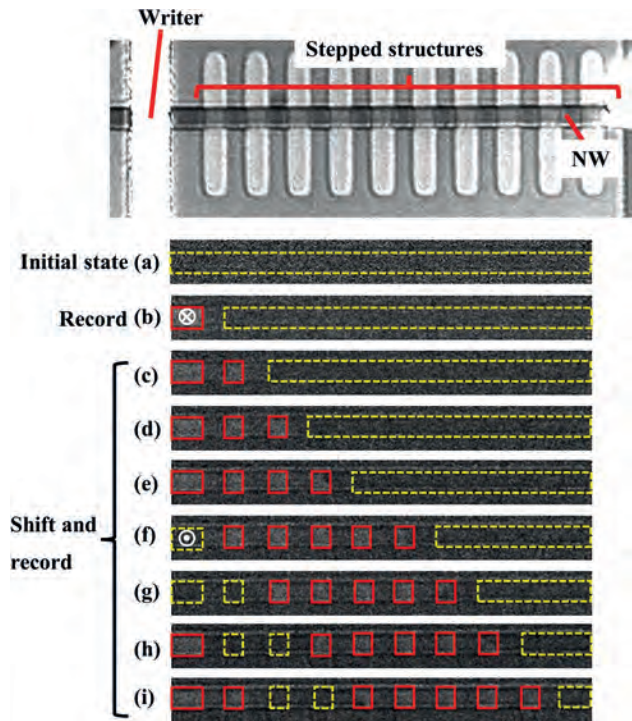 Writer
Stepped structures
NW
Initial state (a)
Record (b)
(c)
(d)
(e)
Shift and
record
(f)
(g)
(h)
(i)